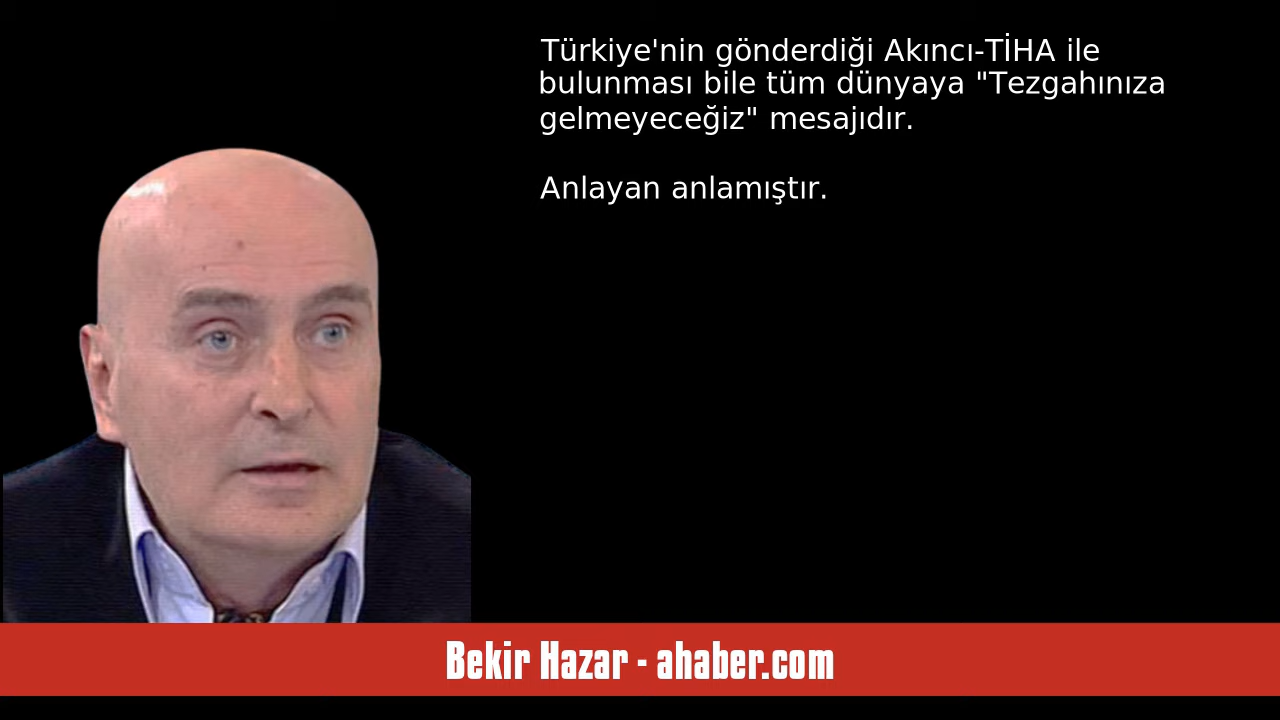 Türkiye'nin gönderdiği Akıncı-TİHA ile
bulunması bile tüm dünyaya "Tezgahınıza
gelmeyeceğiz" mesajıdır.
Anlayan anlamıştır.
Bekir Hazar - ahaber.com